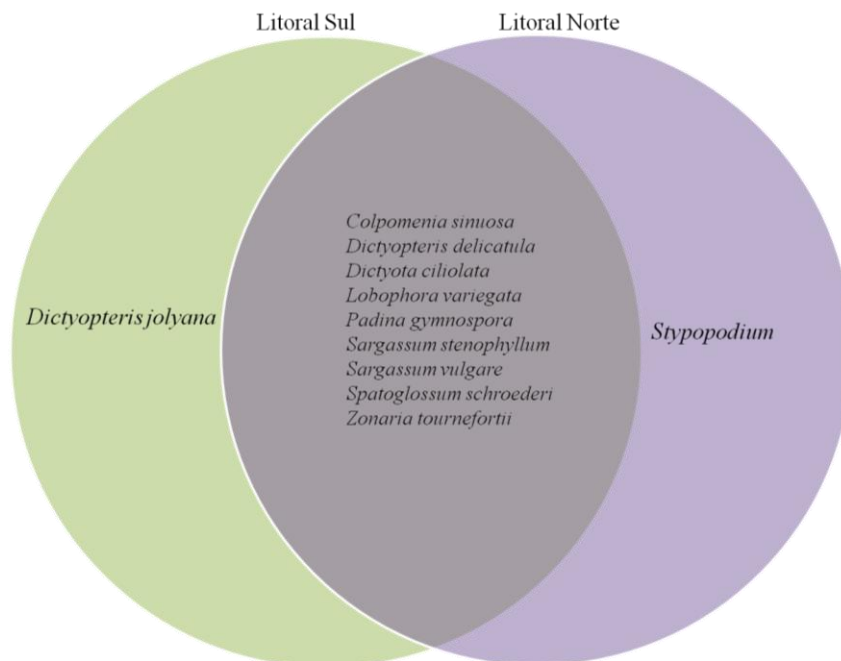 Litoral Sul
Litoral Norte
Colpomenia sinuosa
Dictyopteris delicatula
Dictyota ciliolata
Lobophora variegata
Padina gymnospora
Sargassum stenophyllum
Sargassum vulgare
Spatoglossum schroederi
Zonaria tournefortii
Dictyopteris jolyana
Stypopodium